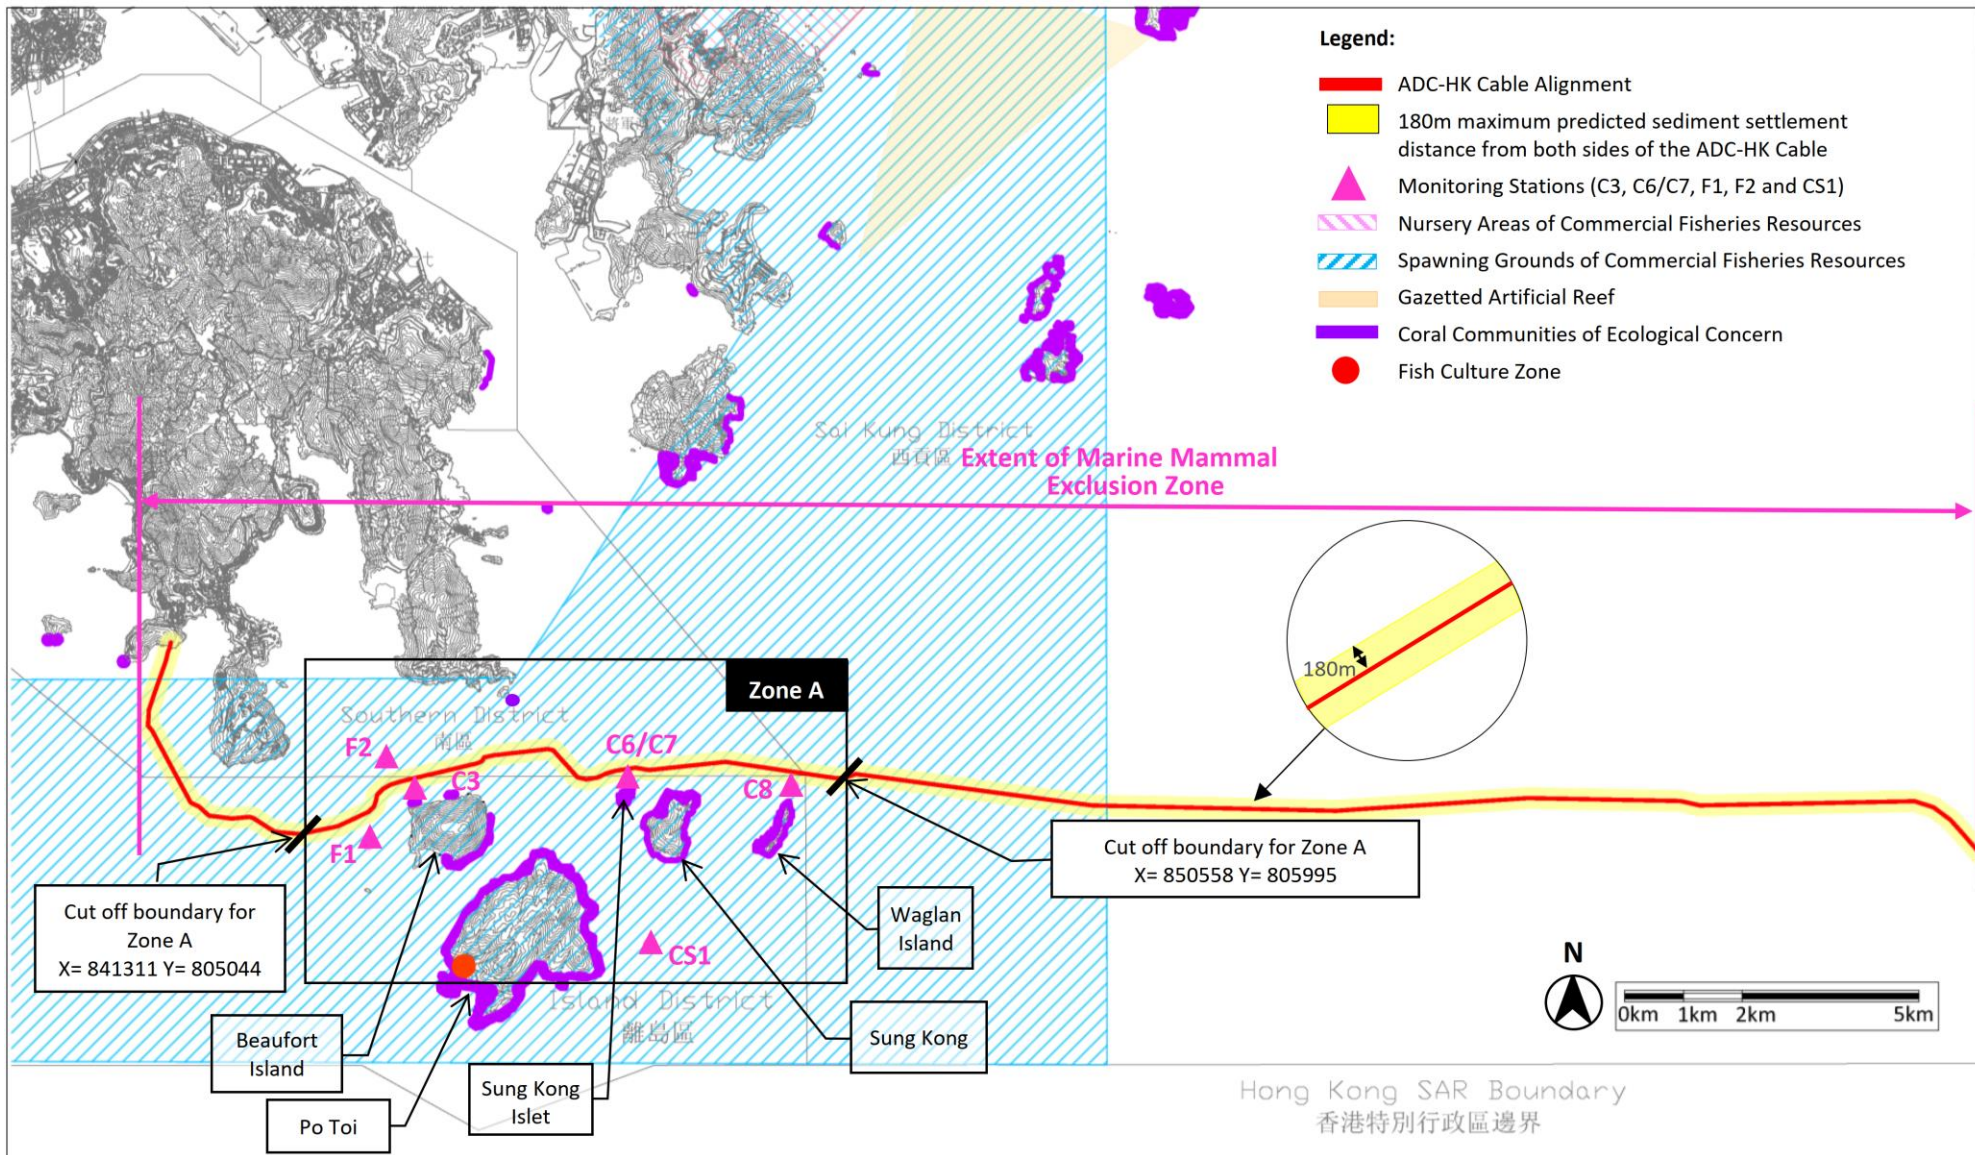 Legend:
ADC-HK Cable Alignment
180m maximum predicted sediment settlement
distance from both sides of the ADC-HK Cable
Monitoring Stations (C3, C6/C7, F1, F2 and CS1)
Nursery Areas of Commercial Fisheries Resources
Spawning Grounds of Commercial Fisheries Resources
Gazetted Artificial Reef
Coral Communities of Ecological Concern
Fish Culture Zone
Sai Kung District
西貢區
Extent of Marine Mammal
Exclusion Zone
180m
Zone A
Southern District
南區
F2
C6/C7
C3
C8
F1
CS1
Cut off boundary for
Zone A
X= 841311 Y= 805044
Cut off boundary for Zone A
X= 850558 Y= 805995
Waglan
Island
Island District
離島區
Beaufort
Island
Sung Kong
Sung Kong
Islet
Po Toi
N
0km 1km 2km 5km
Hong Kong SAR Boundary
香港特別行政區邊界